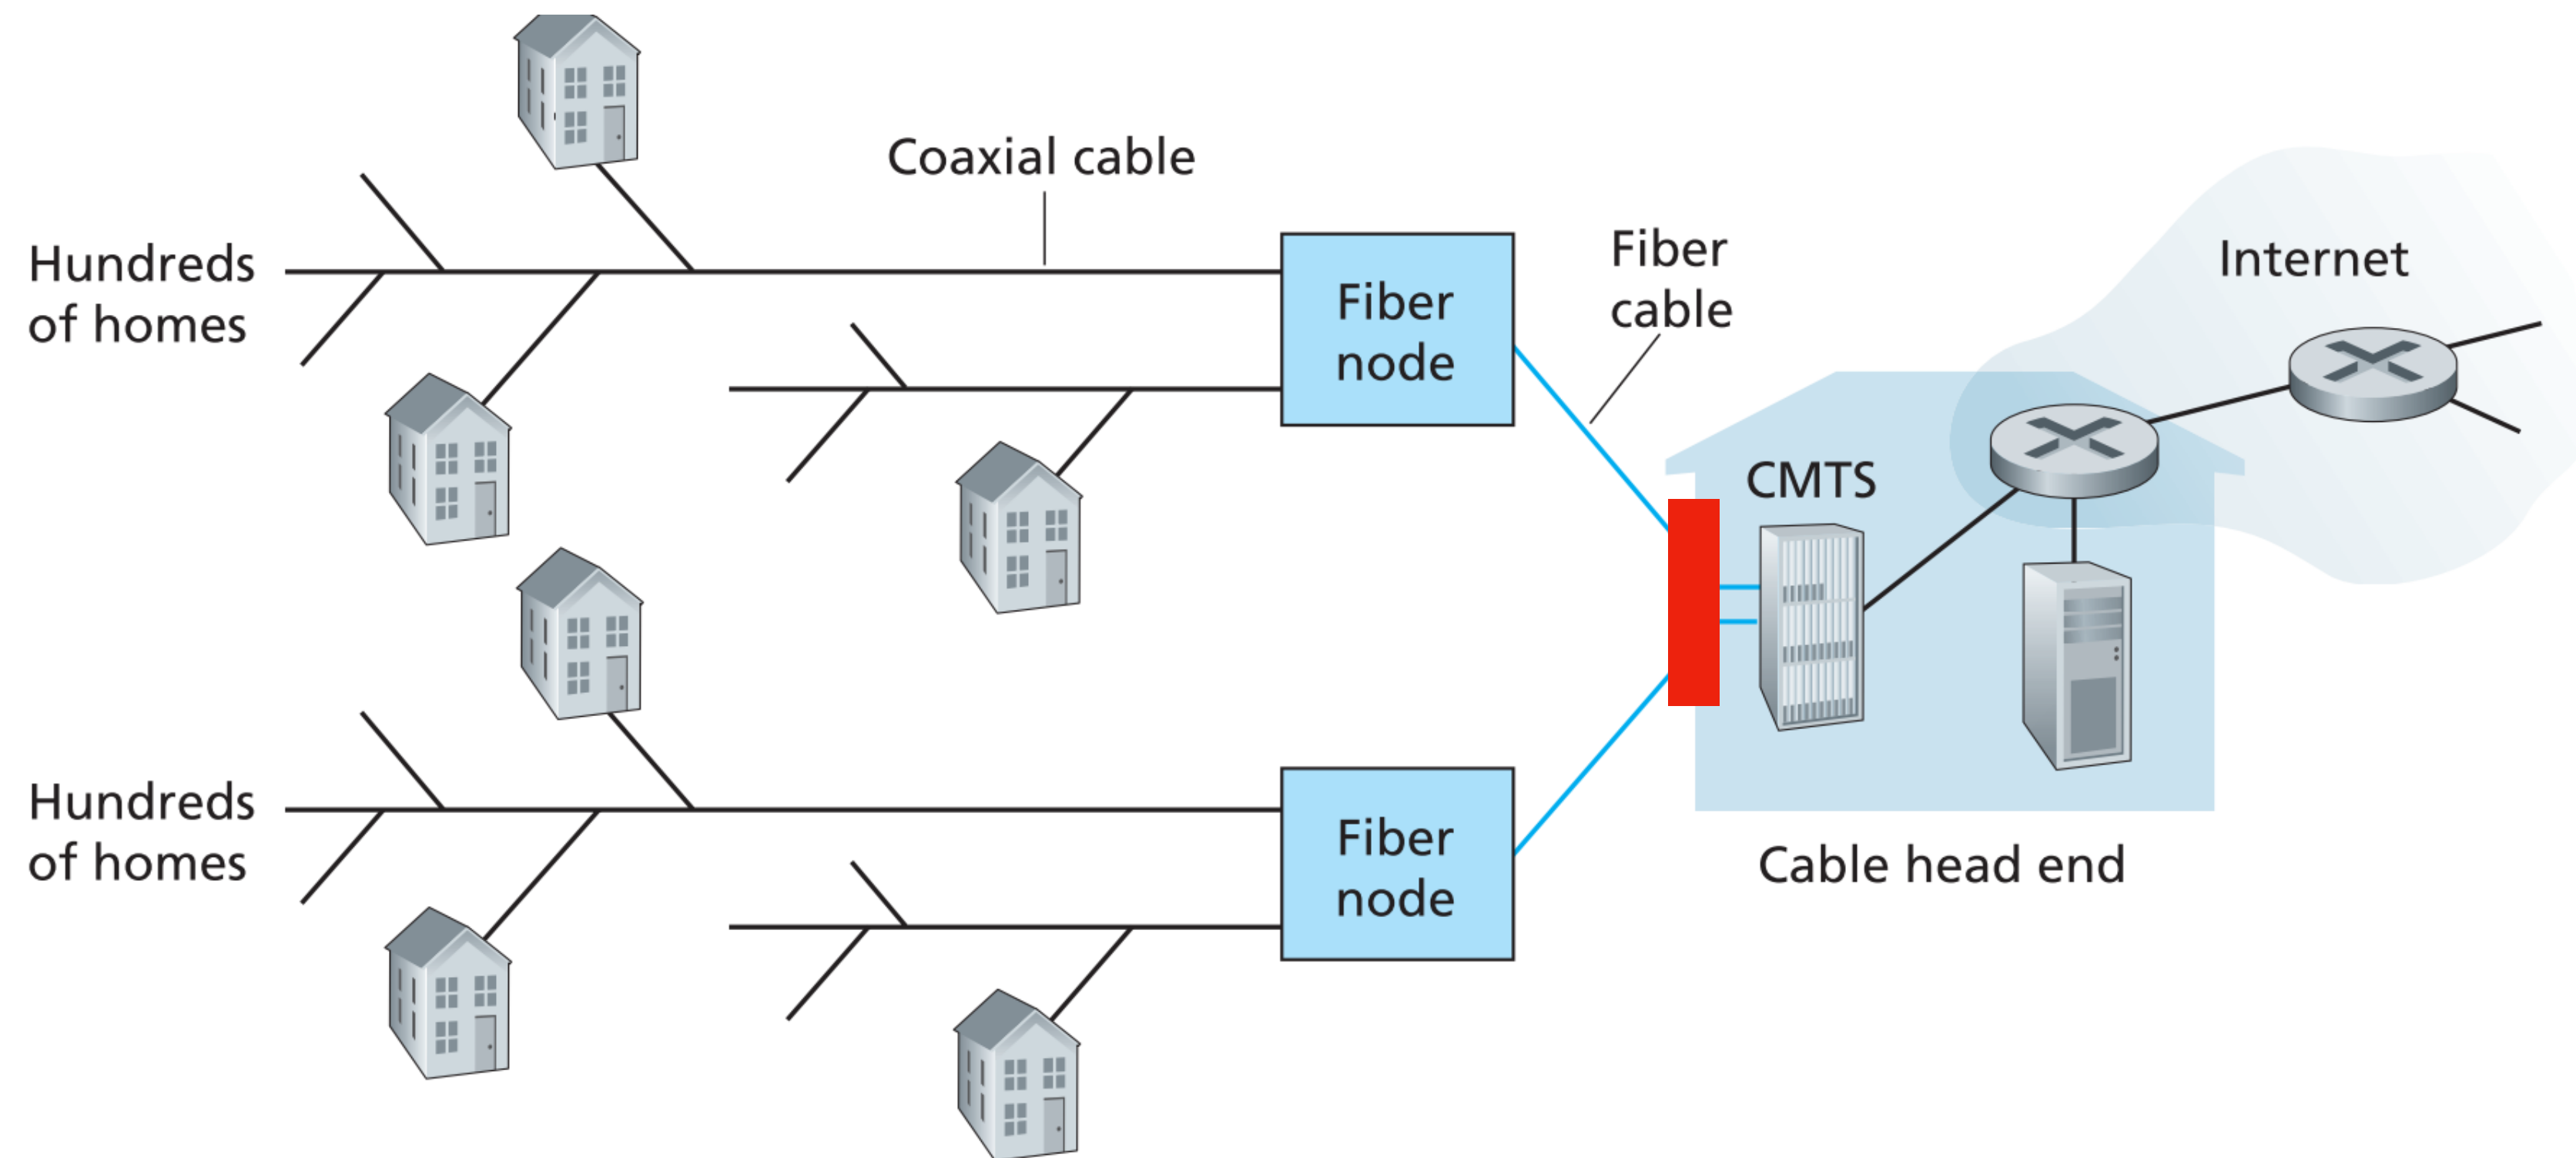 Coaxial cable
Hundreds
of homes
Fiber
node
Fiber
cable
Internet
CMTS
Hundreds
of homes
Fiber
node
Cable head end